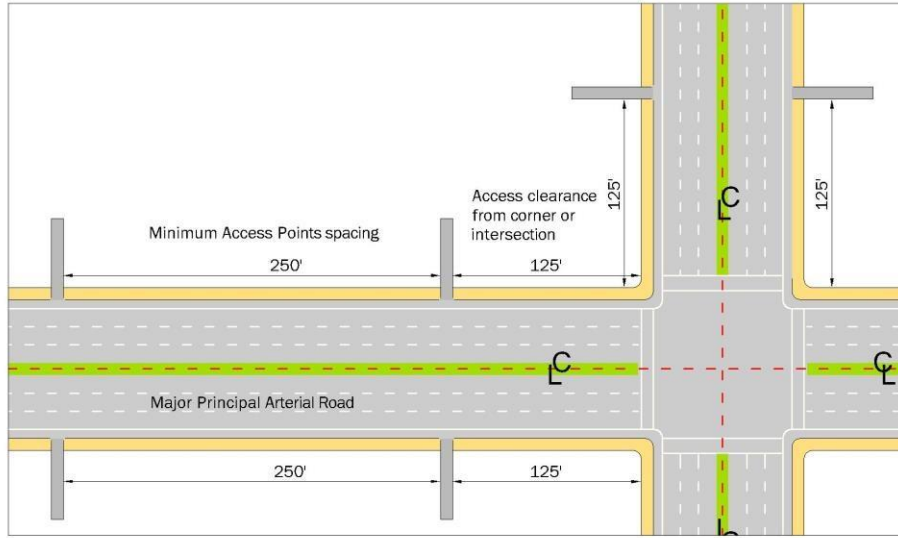 125'
Access clearance
from corner or
intersection
125'
Minimum Access Points spacing
250'
125'
CL
CL
CL
Major Principal Arterial Road
250'
125'
CL